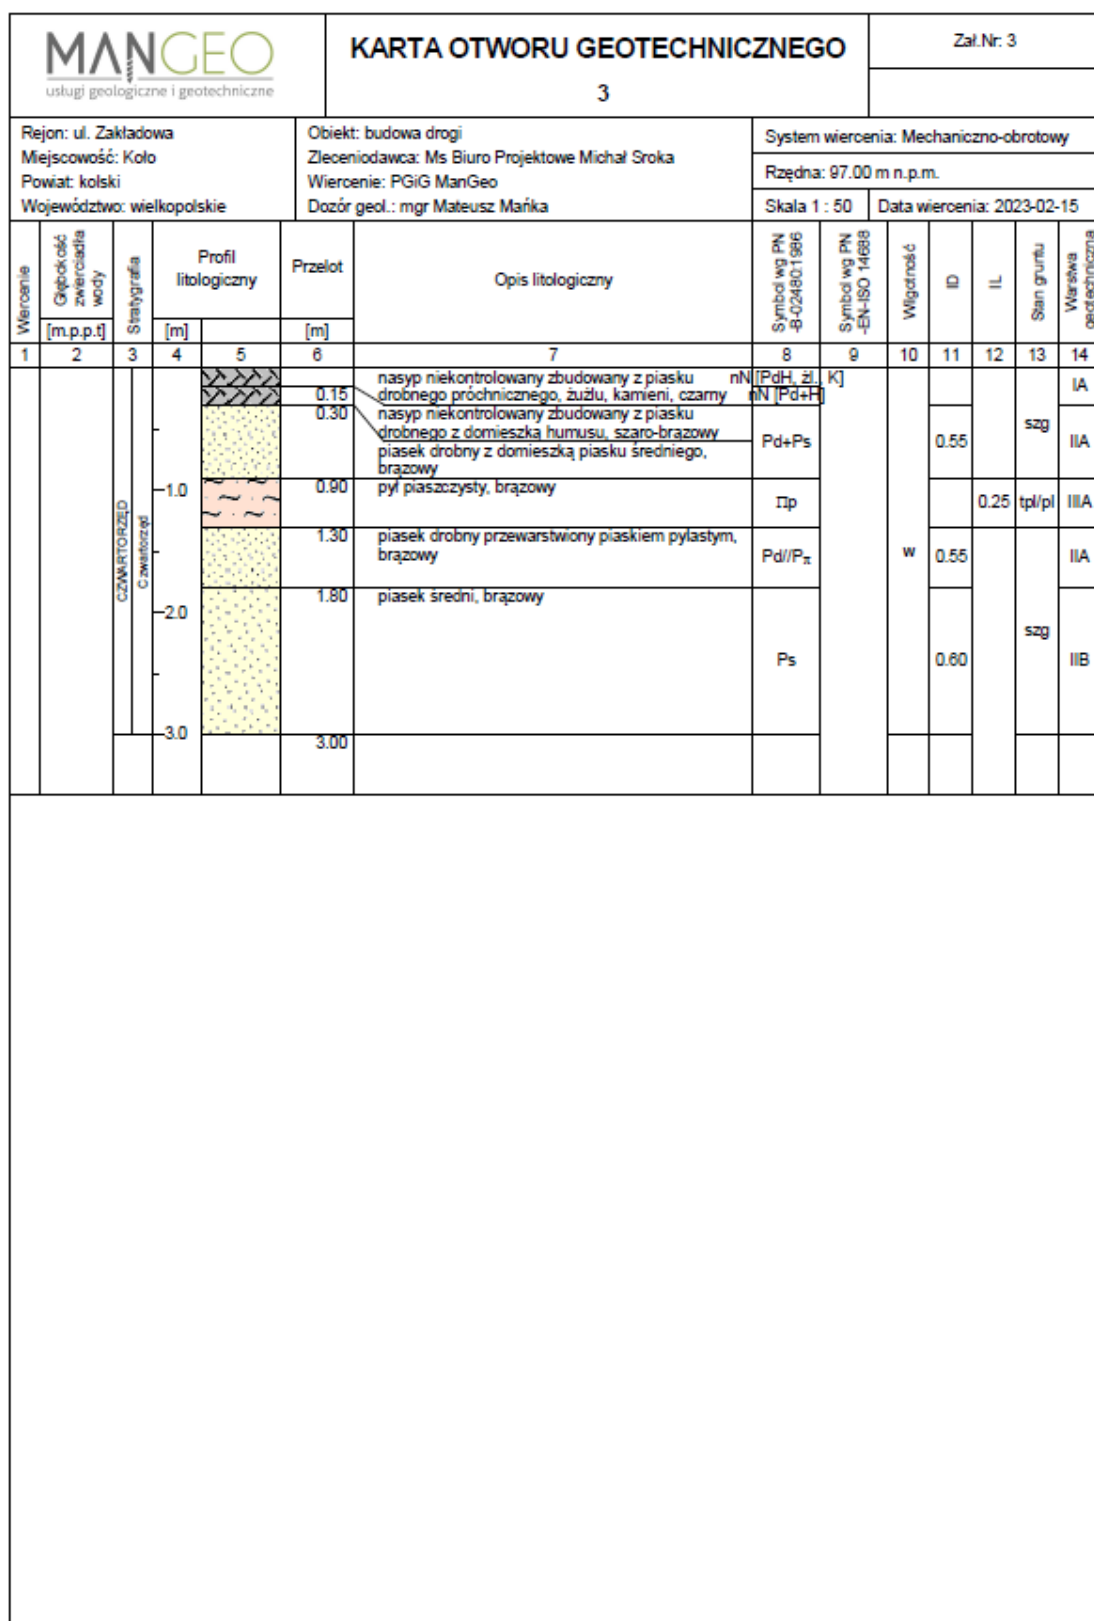 MANGEO
usługi geologiczne i geotechniczne
KARTA OTWORU GEOTECHNICZNEGO
3
Zał.Nr: 3
Rejon: ul. Zakładowa
Miejscowość: Koło
Powiat: kolski
Województwo: wielkopolskie
Obiekt: budowa drogi
Zleceniodawca: Ms Biuro Projektowe Michał Sroka
Wiercenie: PGiG ManGeo
Dozór geol.: mgr Mateusz Mańka
System wiercenia: Mechaniczno-obrotowy
Rzędna: 97.00 m n.p.m.
Skala 1 : 50 Data wiercenia: 2023-02-15
Wiercenie
Głębokość
zwierciadła
wody
[m.p.p.t]
Stratygrafia
Profil
litologiczny
[m]
Przelot
[m]
Opis litologiczny
Symbol wg PN
-B-02480:1986
Symbol wg PN
-EN-ISO 14688
Wilgotność
ID
IL
Stan gruntu
Warstwa
geotechniczna
1 2 3 4 5 6 7 8 9 10 11 12 13 14
CZWARTORZĘD
Czwartorzęd
1.0
2.0
3.0
nasyp niekontrolowany zbudowany z piasku nN [PdH, żl., K] IA
0.15 drobnego próchnicznego, żużlu, kamieni, czarny nN [Pd+H]
0.30 nasyp niekontrolowany zbudowany z piasku szg
drobnego z domieszką humusu, szaro-brązowy
piasek drobny z domieszką piasku średniego, Pd+Ps 0.55 IIA
brązowy
0.90 pył piaszczysty, brązowy Πp 0.25 tpl/pl IIIA
1.30 piasek drobny przewarstwiony piaskiem pylastym,
brązowy Pd//Pπ w 0.55 IIA
1.80 piasek średni, brązowy
szg
Ps 0.60 IIB
3.00